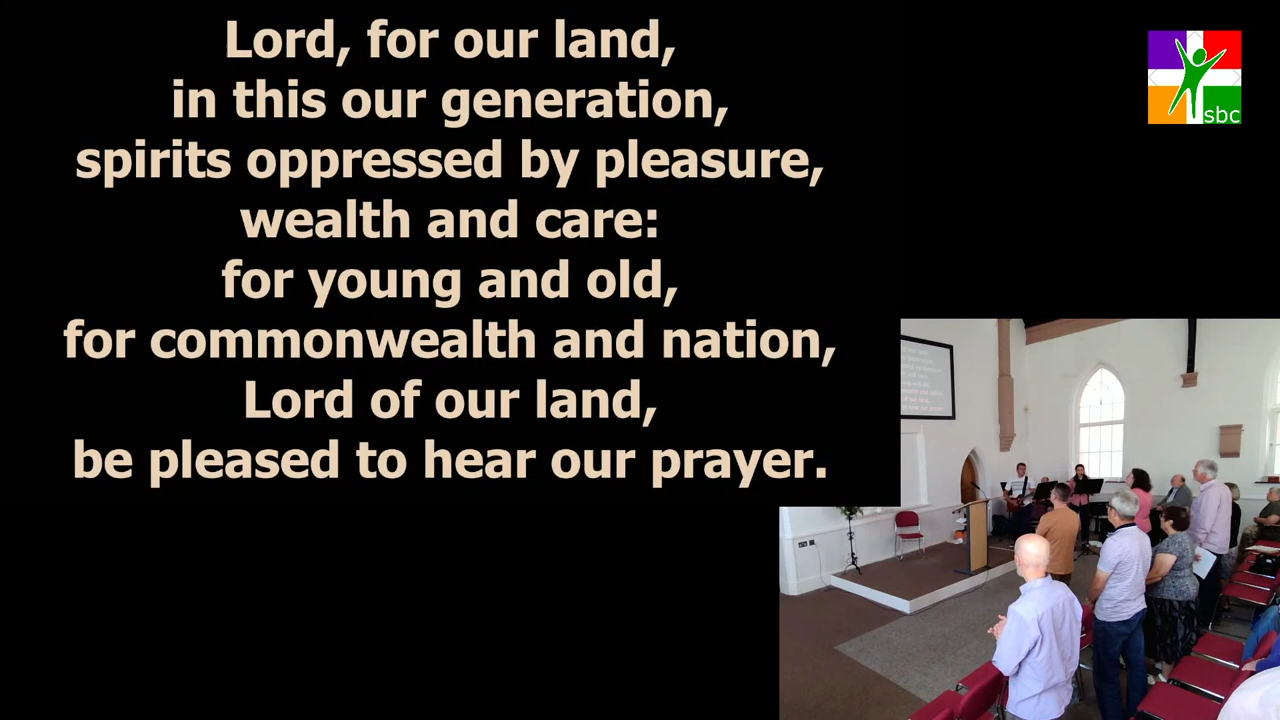 Lord, for our land,
in this our generation,
spirits oppressed by pleasure,
wealth and care:
for young and old,
for commonwealth and nation,
Lord of our land,
be pleased to hear our prayer.
sbc